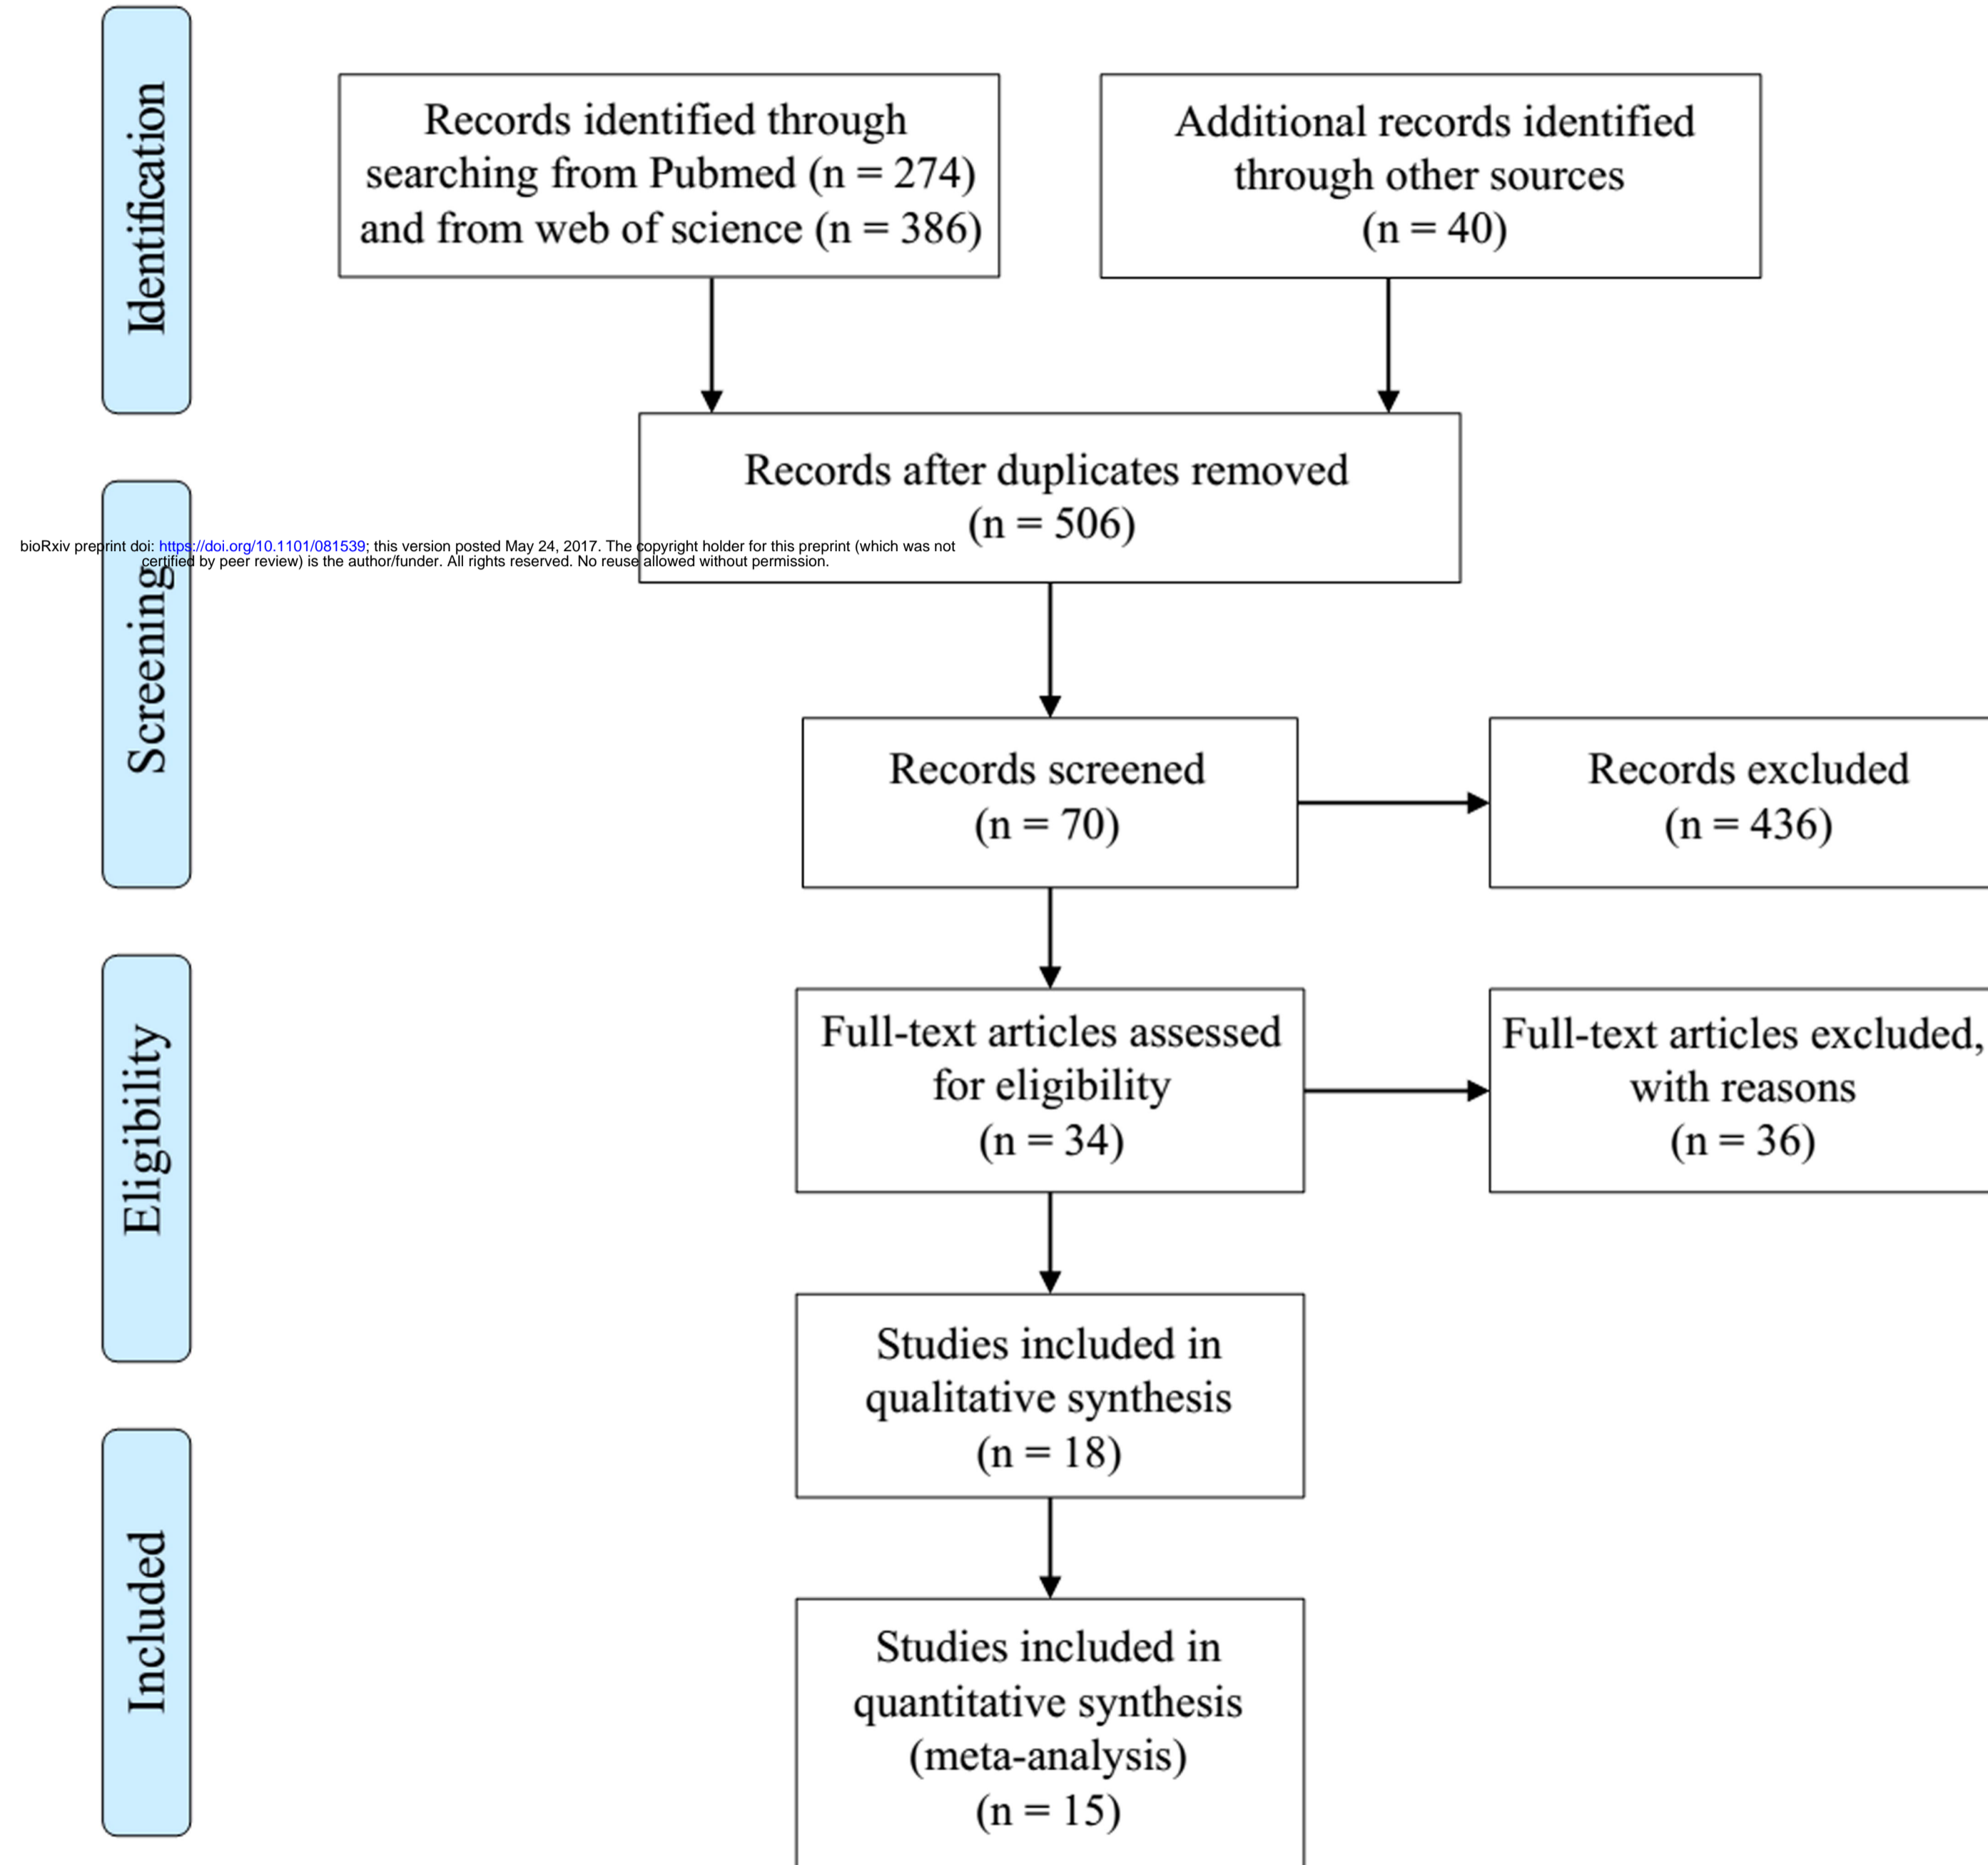 Identification
Records identified through
searching from Pubmed (n = 274)
and from web of science (n = 386)
Additional records identified
through other sources
(n = 40)
Records after duplicates removed
(n = 506)
bioRxiv preprint doi: https://doi.org/10.1101/081539; this version posted May 24, 2017. The copyright holder for this preprint (which was not
certified by peer review) is the author/funder. All rights reserved. No reuse allowed without permission.
Screening
Records screened
(n = 70)
Records excluded
(n = 436)
Eligibility
Full-text articles assessed
for eligibility
(n = 34)
Full-text articles excluded,
with reasons
(n = 36)
Studies included in
qualitative synthesis
(n = 18)
Included
Studies included in
quantitative synthesis
(meta-analysis)
(n = 15)